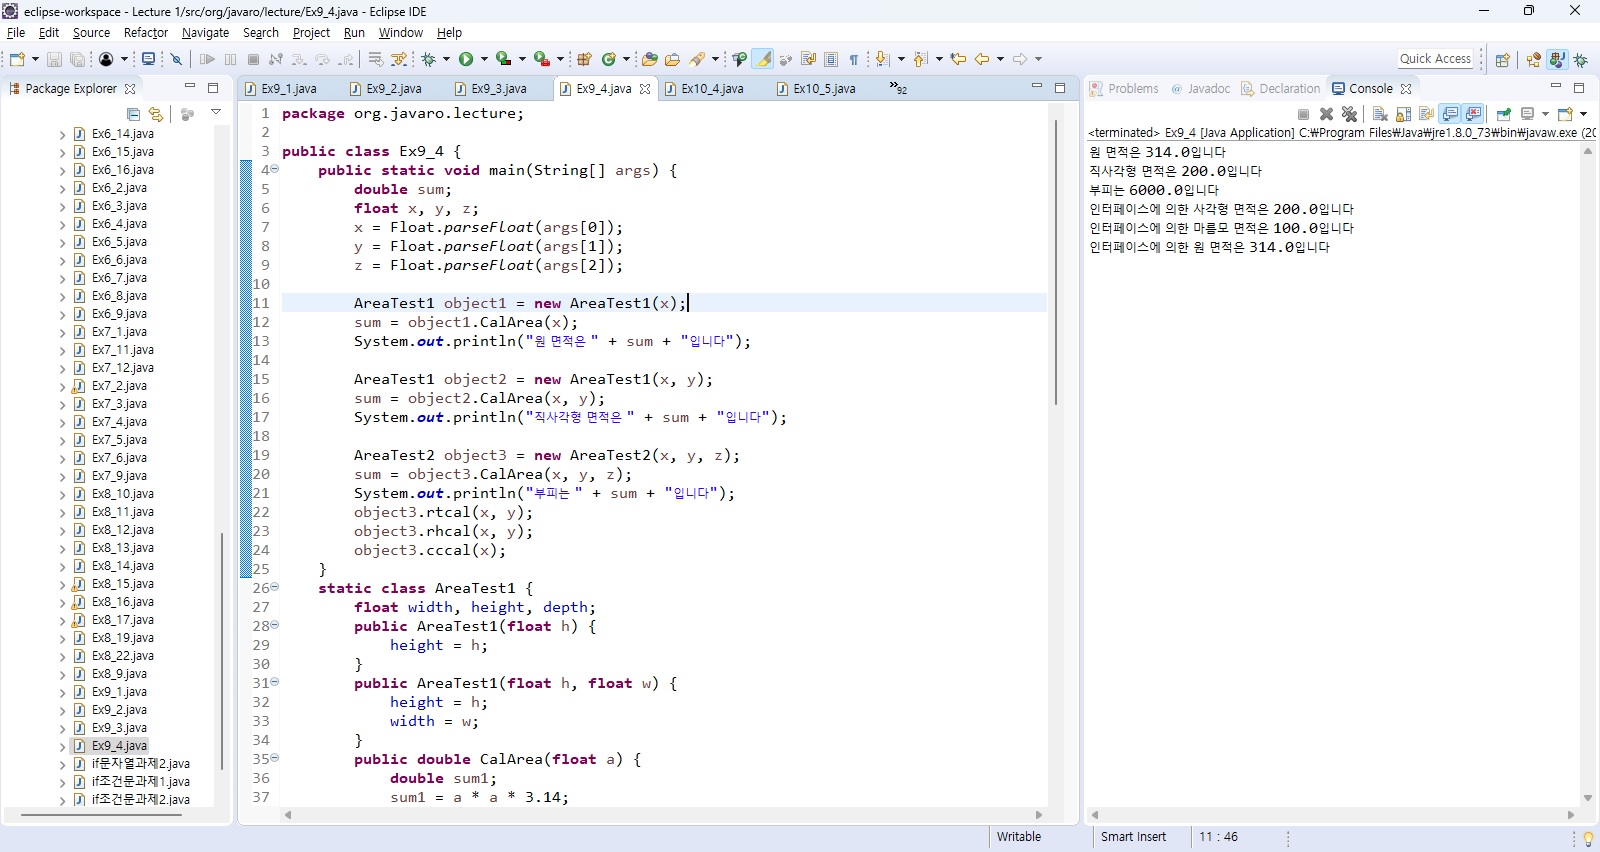 eclipse-workspace - Lecture 1/src/org/javaro/lecture/Ex9_4.java - Eclipse IDE
File Edit Source Refactor Navigate Search Project Run Window Help
Quick Access
Package Explorer
Ex6_14.java
Ex6_15.java
Ex6_16.java
Ex6_2.java
Ex6_3.java
Ex6_4.java
Ex6_5.java
Ex6_6.java
Ex6_7.java
Ex6_8.java
Ex6_9.java
Ex7_1.java
Ex7_11.java
Ex7_12.java
Ex7_2.java
Ex7_3.java
Ex7_4.java
Ex7_5.java
Ex7_6.java
Ex7_9.java
Ex8_10.java
Ex8_11.java
Ex8_12.java
Ex8_13.java
Ex8_14.java
Ex8_15.java
Ex8_16.java
Ex8_17.java
Ex8_19.java
Ex8_22.java
Ex8_9.java
Ex9_1.java
Ex9_2.java
Ex9_3.java
Ex9_4.java
if문자열과제2.java
if조건문과제1.java
if조건문과제2.java
Ex9_1.java Ex9_2.java Ex9_3.java Ex9_4.java Ex10_4.java Ex10_5.java »92
1 package org.javaro.lecture;
2
3 public class Ex9_4 {
4 public static void main(String[] args) {
5 double sum;
6 float x, y, z;
7 x = Float.parseFloat(args[0]);
8 y = Float.parseFloat(args[1]);
9 z = Float.parseFloat(args[2]);
10
11 AreaTest1 object1 = new AreaTest1(x);
12 sum = object1.CalArea(x);
13 System.out.println("원 면적은 " + sum + "입니다");
14
15 AreaTest1 object2 = new AreaTest1(x, y);
16 sum = object2.CalArea(x, y);
17 System.out.println("직사각형 면적은 " + sum + "입니다");
18
19 AreaTest2 object3 = new AreaTest2(x, y, z);
20 sum = object3.CalArea(x, y, z);
21 System.out.println("부피는 " + sum + "입니다");
22 object3.rtcal(x, y);
23 object3.rhcal(x, y);
24 object3.cccal(x);
25 }
26 static class AreaTest1 {
27 float width, height, depth;
28 public AreaTest1(float h) {
29 height = h;
30 }
31 public AreaTest1(float h, float w) {
32 height = h;
33 width = w;
34 }
35 public double CalArea(float a) {
36 double sum1;
37 sum1 = a * a * 3.14;
Problems @ Javadoc Declaration Console
<terminated> Ex9_4 [Java Application] C:₩Program Files₩Java₩jre1.8.0_73₩bin₩javaw.exe (20
원 면적은 314.0입니다
직사각형 면적은 200.0입니다
부피는 6000.0입니다
인터페이스에 의한 사각형 면적은 200.0입니다
인터페이스에 의한 마름모 면적은 100.0입니다
인터페이스에 의한 원 면적은 314.0입니다
Writable Smart Insert 11 : 46